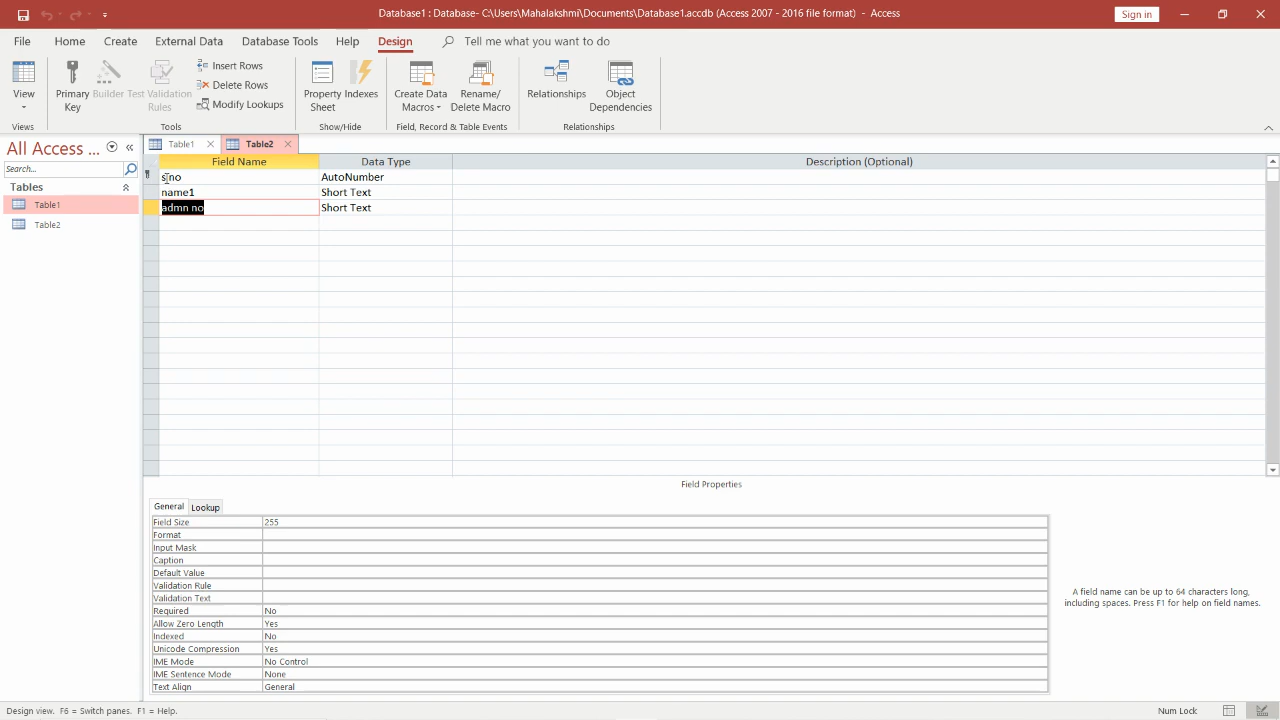 Database1 : Database- C:\Users\Mahalakshmi\Documents\Database1.accdb (Access 2007 - 2016 file format) - Access
Sign in
File Home Create External Data Database Tools Help Design Tell me what you want to do
View
Primary Key
Builder
Test Validation Rules
Insert Rows
Delete Rows
Modify Lookups
Property Sheet
Indexes
Create Data Macros
Rename/ Delete Macro
Relationships
Object Dependencies
Views Tools Show/Hide Field, Record & Table Events Relationships
All Access ...
Search...
Tables
Table1
Table2
Table1 Table2
Field Name Data Type Description (Optional)
s no AutoNumber
name1 Short Text
admn no Short Text
Field Properties
General Lookup
Field Size 255
Format
Input Mask
Caption
Default Value
Validation Rule
Validation Text
Required No
Allow Zero Length Yes
Indexed No
Unicode Compression Yes
IME Mode No Control
IME Sentence Mode None
Text Align General
A field name can be up to 64 characters long,
including spaces. Press F1 for help on field names.
Design view. F6 = Switch panes. F1 = Help.
Num Lock